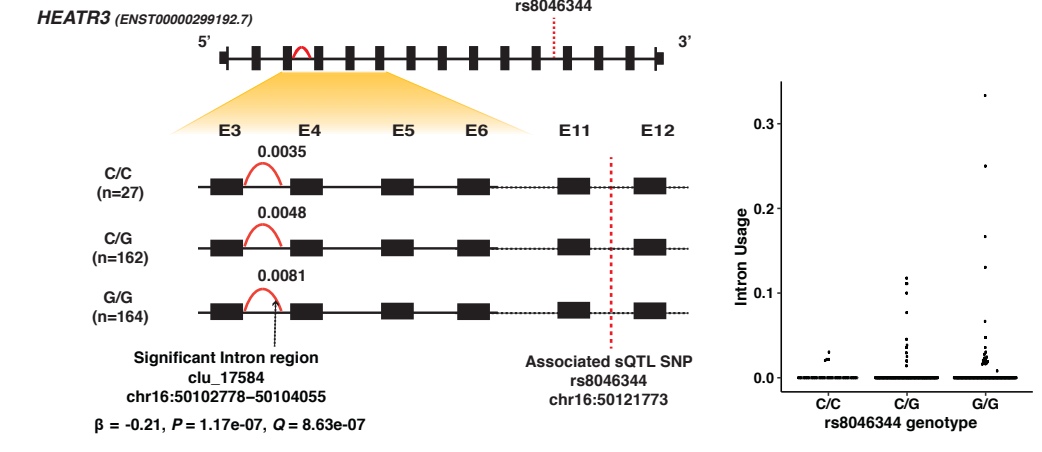 HEATR3 (ENST00000299192.7)
rs8046344
5’
3’
E3 E4 E5 E6 E11 E12
C/C
(n=27)
0.0035
C/G
(n=162)
0.0048
G/G
(n=164)
0.0081
Significant Intron region
clu_17584
chr16:50102778–50104055
β = -0.21, P = 1.17e-07, Q = 8.63e-07
Associated sQTL SNP
rs8046344
chr16:50121773
Intron Usage
0.3
0.2
0.1
0.0
C/C C/G G/G
rs8046344 genotype